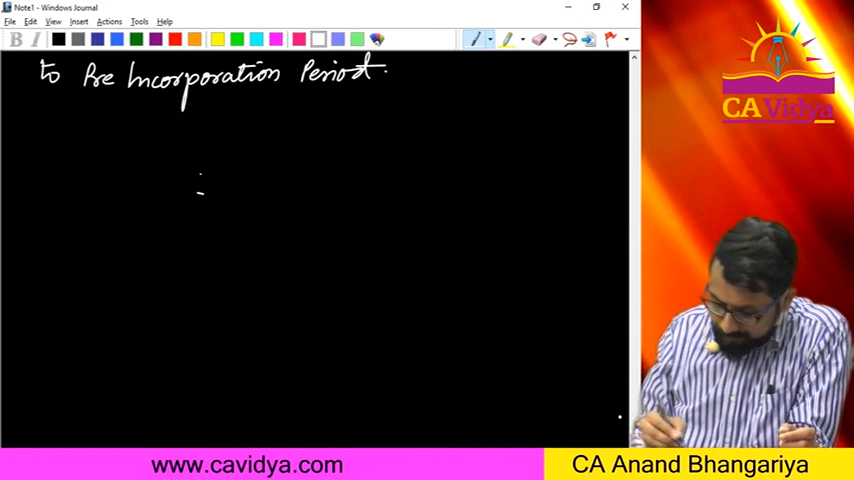 Note1 - Windows Journal
File Edit View Insert Actions Tools Help
B I
to Pre Incorporation Period.
CA Vidya
www.cavidya.com
CA Anand Bhangariya